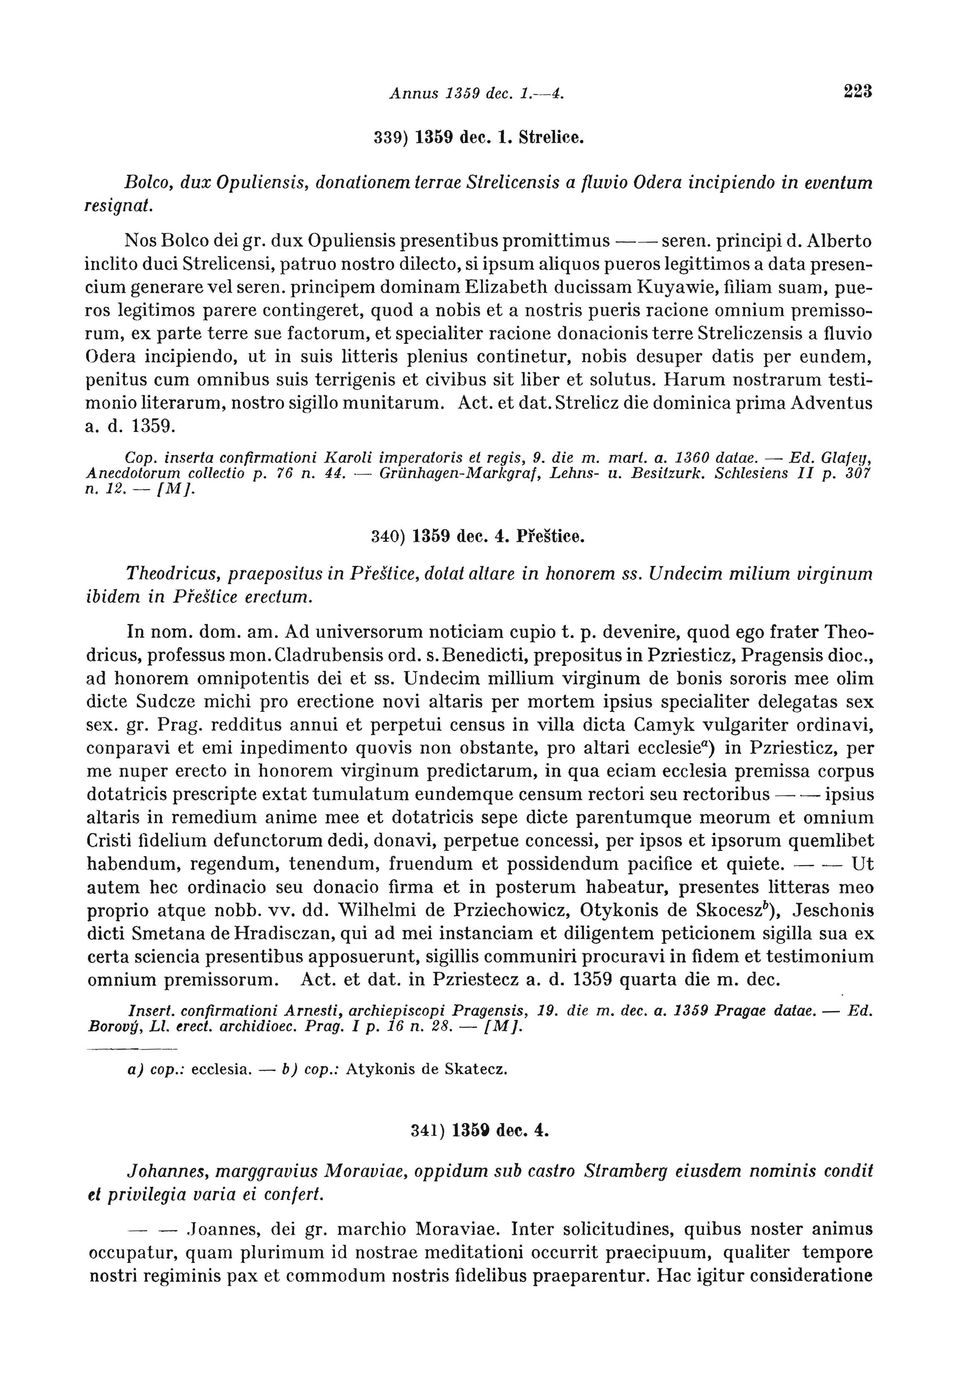 Annus 1359 dec. 1.—4.
223
339) 1359 dec. 1. Strelice.
Bolco, dux Opuliensis, donationem terrae Strelicensis a fluvio Odera incipiendo in eventum
resignat.
Nos Bolco dei gr. dux Opuliensis presentibus promittimus — — seren. principi d. Alberto
inclito duci Strelicensi, patruo nostro dilecto, si ipsum aliquos pueros legittimos a data presen-
cium generare vel seren. principem dominam Elizabeth ducissam Kuyawie, filiam suam, pue-
ros legitimos parere contingeret, quod a nobis et a nostris pueris racione omnium premisso-
rum, ex parte terre sue factorum, et specialiter racione donacionis terre Streliczensis a fluvio
Odera incipiendo, ut in suis litteris plenius continetur, nobis desuper datis per eundem,
penitus cum omnibus suis terrigenis et civibus sit liber et solutus. Harum nostrarum testi-
monio literarum, nostro sigillo munitarum. Act. et dat. Strelicz die dominica prima Adventus
a. d. 1359.
Cop. inserta confirmationi Karoli imperatoris et regis, 9. die m. mart. a. 1360 datae. — Ed. Glafey,
Anecdotorum collectio p. 76 n. 44. — Grünhagen-Markgraf, Lehns- u. Besitzurk. Schlesiens II p. 307
n. 12. — [M].
340) 1359 dec. 4. Přeštice.
Theodricus, praepositus in Přeštice, dotat altare in honorem ss. Undecim milium virginum
ibidem in Přeštice erectum.
In nom. dom. am. Ad universorum noticiam cupio t. p. devenire, quod ego frater Theo-
dricus, professus mon. Cladrubensis ord. s. Benedicti, prepositus in Pzriesticz, Pragensis dioc.,
ad honorem omnipotentis dei et ss. Undecim millium virginum de bonis sororis mee olim
dicte Sudcze michi pro erectione novi altaris per mortem ipsius specialiter delegatas sex
sex. gr. Prag. redditus annui et perpetui census in villa dicta Camyk vulgariter ordinavi,
conparavi et emi inpedimento quovis non obstante, pro altari ecclesie a) in Pzriesticz, per
me nuper erecto in honorem virginum predictarum, in qua eciam ecclesia premissa corpus
dotatricis prescripte extat tumulatum eundemque censum rectori seu rectoribus — — ipsius
altaris in remedium anime mee et dotatricis sepe dicte parentumque meorum et omnium
Cristi fidelium defunctorum dedi, donavi, perpetue concessi, per ipsos et ipsorum quemlibet
habendum, regendum, tenendum, fruendum et possidendum pacifice et quiete. — — Ut
autem hec ordinacio seu donacio firma et in posterum habeatur, presentes litteras meo
proprio atque nobb. vv. dd. Wilhelmi de Prziechowicz, Otykonis de Skocesz b), Jeschonis
dicti Smetana de Hradisczan, qui ad mei instanciam et diligentem peticionem sigilla sua ex
certa sciencia presentibus apposuerunt, sigillis communiri procuravi in fidem et testimonium
omnium premissorum. Act. et dat. in Pzriestecz a. d. 1359 quarta die m. dec.
Insert. confirmationi Arnesti, archiepiscopi Pragensis, 19. die m. dec. a. 1359 Pragae datae. — Ed.
Borový, Ll. erect. archidioec. Prag. I p. 16 n. 28. — [M].
a) cop.: ecclesia. — b) cop.: Atykonis de Skatecz.
341) 1359 dec. 4.
Johannes, marggravius Moraviae, oppidum sub castro Stramberg eiusdem nominis condit
et privilegia varia ei confert.
— — Joannes, dei gr. marchio Moraviae. Inter solicitudines, quibus noster animus
occupatur, quam plurimum id nostrae meditationi occurrit praecipuum, qualiter tempore
nostri regiminis pax et commodum nostris fidelibus praeparentur. Hac igitur consideratione